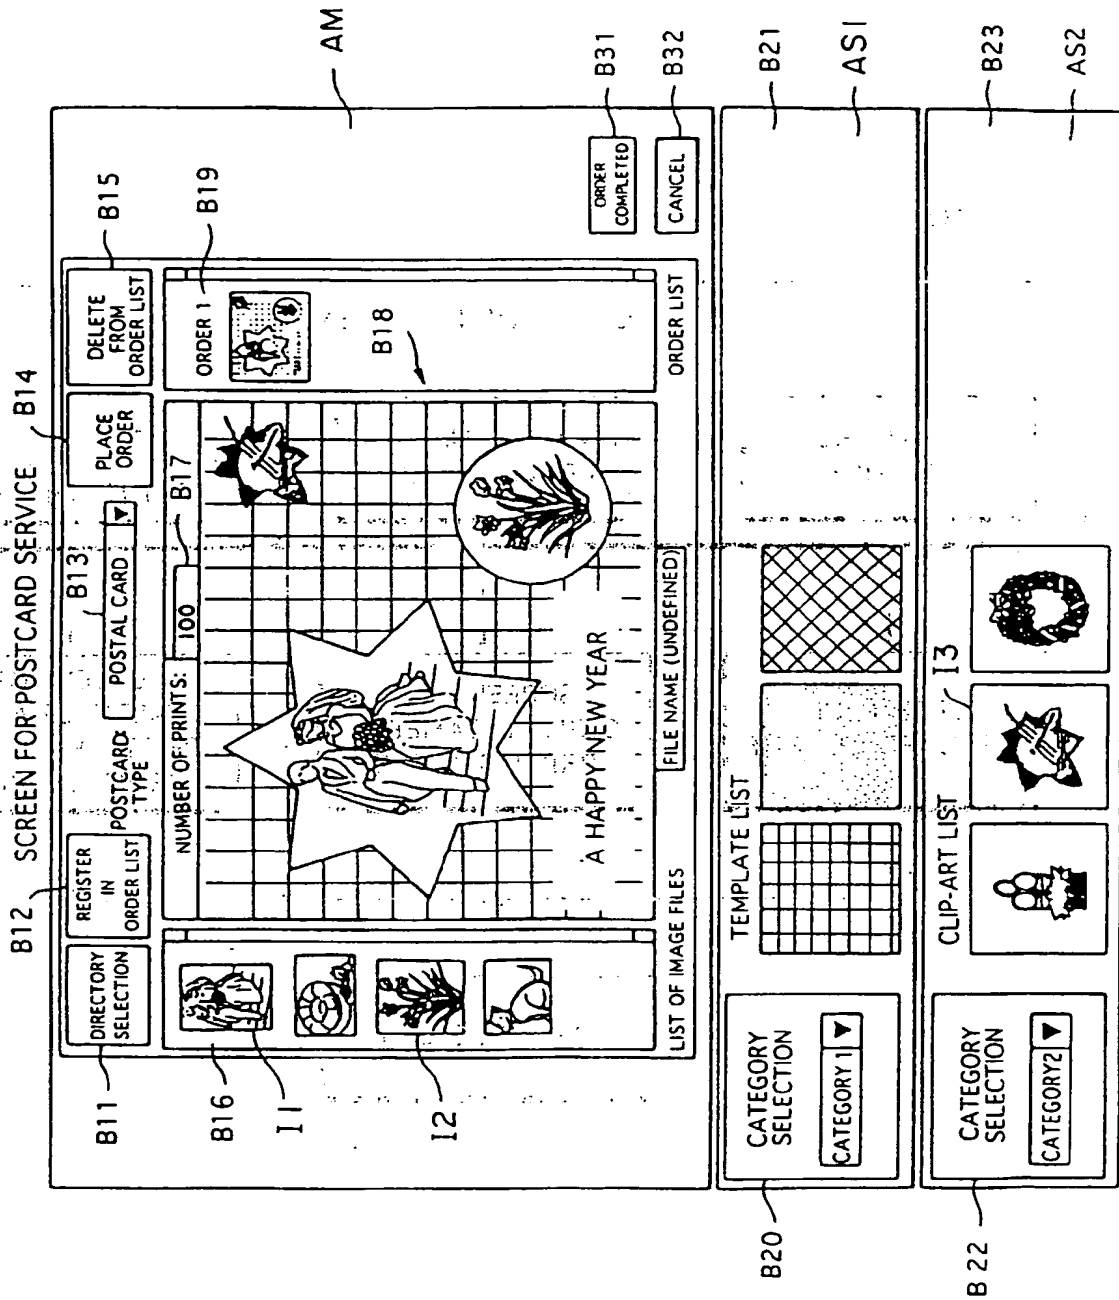 SCREEN FOR POSTCARD SERVICE
B12
B14
B11
DIRECTORY
SELECTION
REGISTER
IN
ORDER LIST
POSTCARD
TYPE
B13
POSTAL CARD
PLACE
ORDER
DELETE
FROM
ORDER LIST
B15
B16
I1
I2
NUMBER OF PRINTS:
100
B17
ORDER 1
B19
B18
AM
A HAPPY NEW YEAR
LIST OF IMAGE FILES
FILE NAME (UNDEFINED)
ORDER LIST
ORDER
COMPLETED
B31
CANCEL
B32
B20
CATEGORY
SELECTION
CATEGORY 1
TEMPLATE LIST
B21
AS1
B22
CATEGORY
SELECTION
CATEGORY2
CLIP-ART LIST
I3
B23
AS2